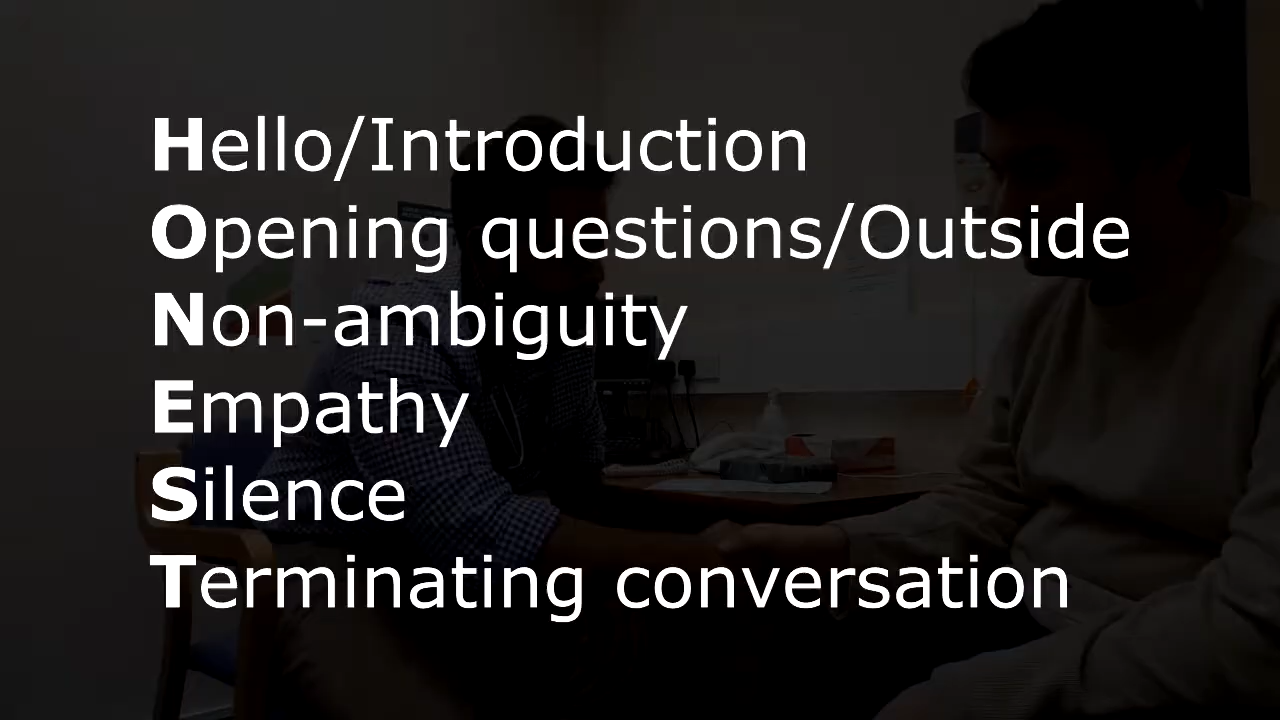 Hello/Introduction
Opening questions/Outside
Non-ambiguity
Empathy
Silence
Terminating conversation